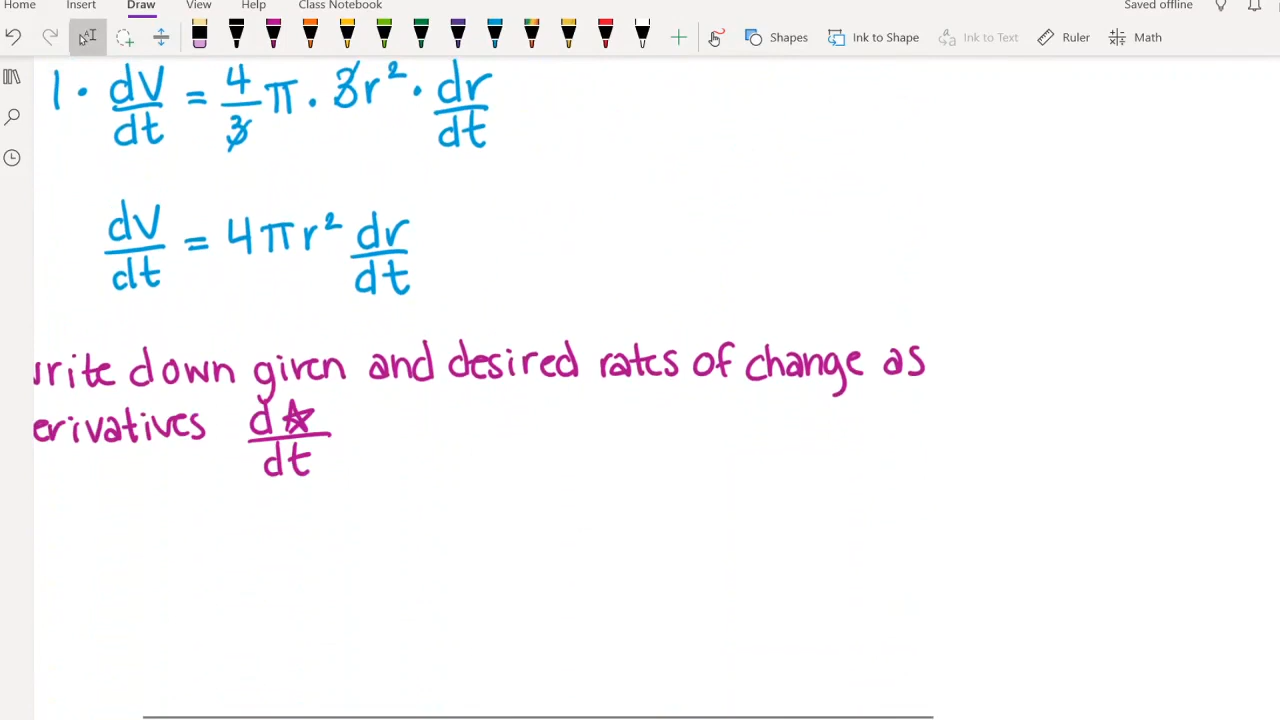 Home Insert Draw View Help Class Notebook Saved offline
Shapes Ink to Shape Ink to Text Ruler Math
1 · dV/dt = 4/3 π · 3r² · dr/dt
dV/dt = 4πr² dr/dt
write down given and desired rates of change as
erivatives d☆/dt